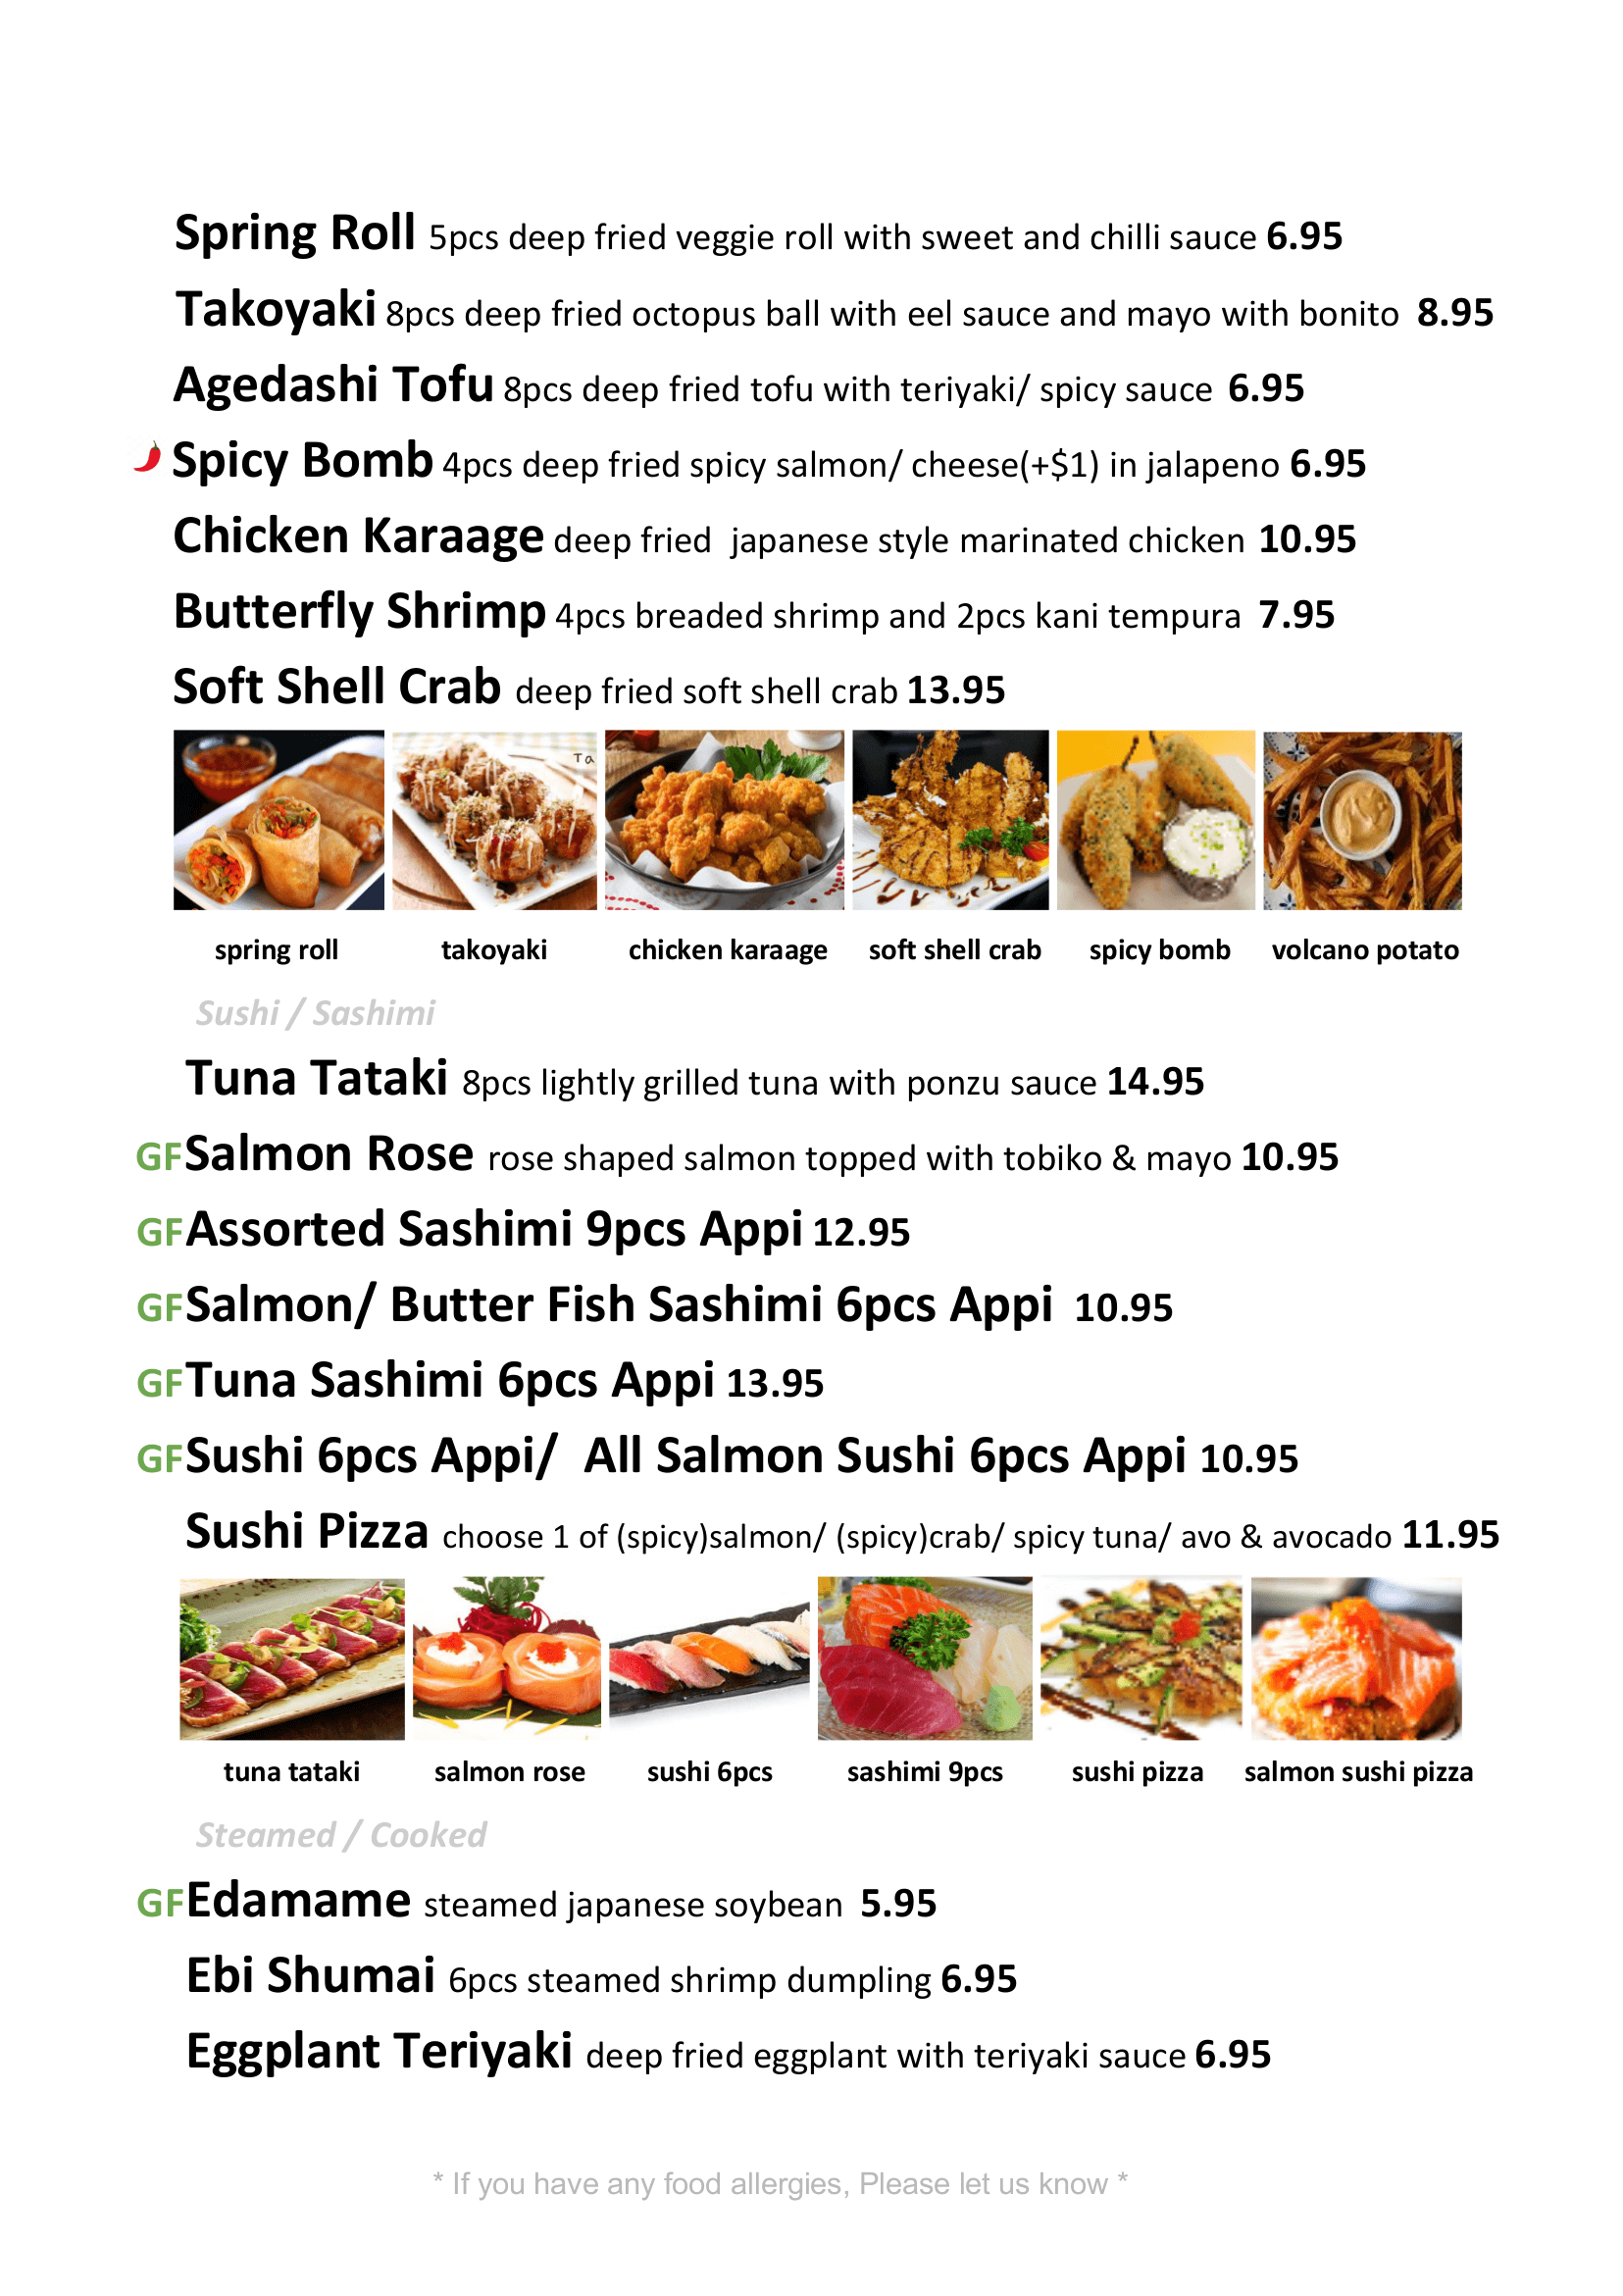 Spring Roll 5pcs deep fried veggie roll with sweet and chilli sauce 6.95
Takoyaki 8pcs deep fried octopus ball with eel sauce and mayo with bonito 8.95
Agedashi Tofu 8pcs deep fried tofu with teriyaki/ spicy sauce 6.95
Spicy Bomb 4pcs deep fried spicy salmon/ cheese(+$1) in jalapeno 6.95
Chicken Karaage deep fried japanese style marinated chicken 10.95
Butterfly Shrimp 4pcs breaded shrimp and 2pcs kani tempura 7.95
Soft Shell Crab deep fried soft shell crab 13.95
Ta
spring roll takoyaki chicken karaage soft shell crab spicy bomb volcano potato
Sushi / Sashimi
Tuna Tataki 8pcs lightly grilled tuna with ponzu sauce 14.95
GF Salmon Rose rose shaped salmon topped with tobiko & mayo 10.95
GF Assorted Sashimi 9pcs Appi 12.95
GF Salmon/ Butter Fish Sashimi 6pcs Appi 10.95
GF Tuna Sashimi 6pcs Appi 13.95
GF Sushi 6pcs Appi/ All Salmon Sushi 6pcs Appi 10.95
Sushi Pizza choose 1 of (spicy)salmon/ (spicy)crab/ spicy tuna/ avo & avocado 11.95
tuna tataki salmon rose sushi 6pcs sashimi 9pcs sushi pizza salmon sushi pizza
Steamed / Cooked
GF Edamame steamed japanese soybean 5.95
Ebi Shumai 6pcs steamed shrimp dumpling 6.95
Eggplant Teriyaki deep fried eggplant with teriyaki sauce 6.95
* If you have any food allergies, Please let us know *